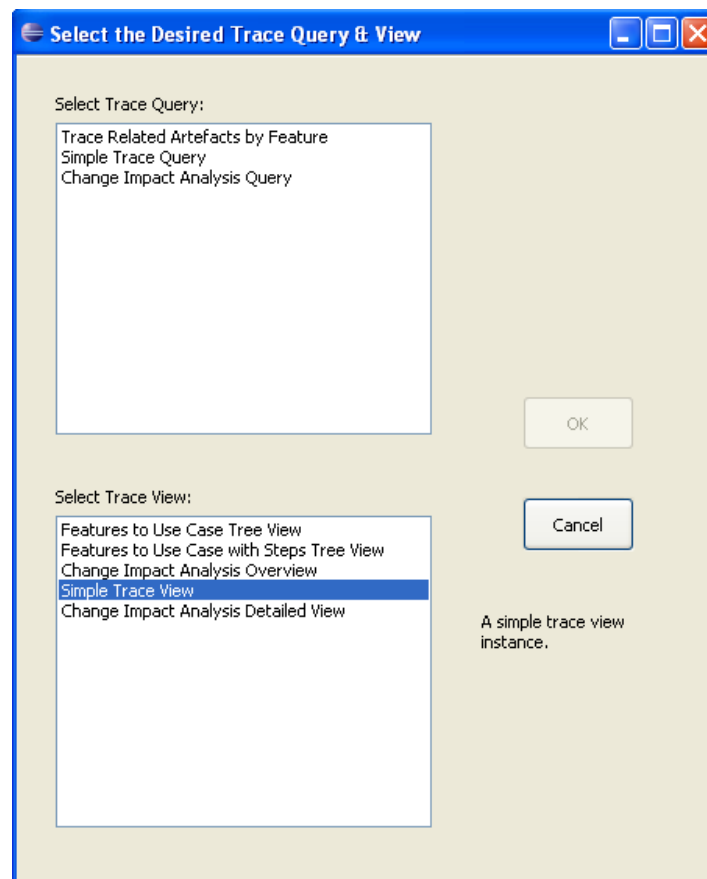 Select the Desired Trace Query & View
Select Trace Query:
Trace Related Artefacts by Feature
Simple Trace Query
Change Impact Analysis Query
OK
Select Trace View:
Features to Use Case Tree View
Features to Use Case with Steps Tree View
Change Impact Analysis Overview
Simple Trace View
Change Impact Analysis Detailed View
Cancel
A simple trace view
instance.